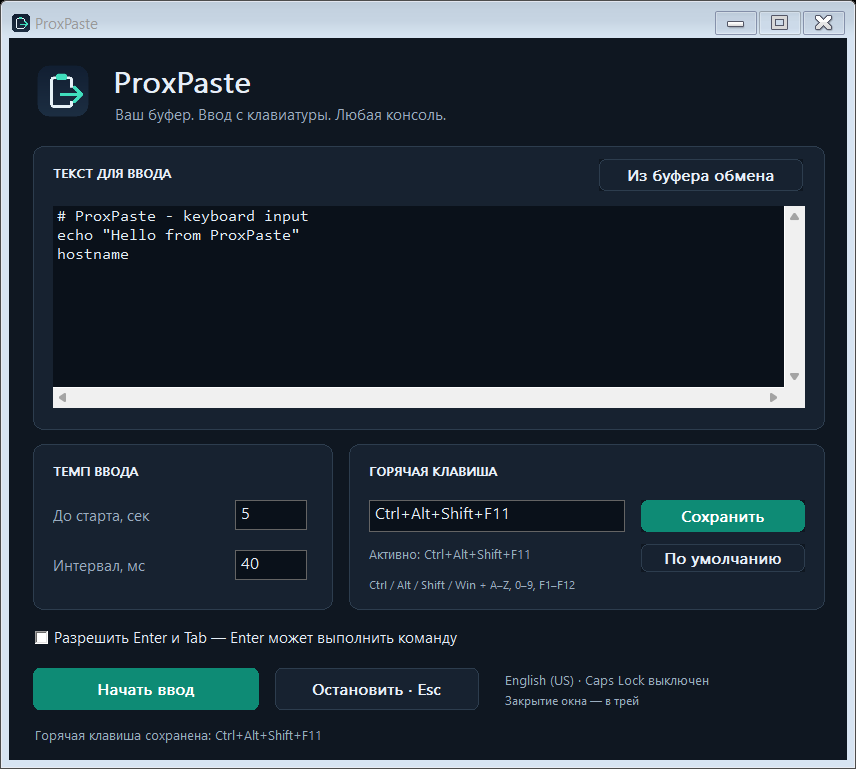 ProxPaste
ProxPaste
Ваш буфер. Ввод с клавиатуры. Любая консоль.
ТЕКСТ ДЛЯ ВВОДА
Из буфера обмена
# ProxPaste - keyboard input
echo "Hello from ProxPaste"
hostname
ТЕМП ВВОДА
До старта, сек
5
Интервал, мс
40
ГОРЯЧАЯ КЛАВИША
Ctrl+Alt+Shift+F11
Сохранить
Активно: Ctrl+Alt+Shift+F11
По умолчанию
Ctrl / Alt / Shift / Win + A–Z, 0–9, F1–F12
Разрешить Enter и Tab — Enter может выполнить команду
Начать ввод
Остановить · Esc
English (US) · Caps Lock выключен
Закрытие окна — в трей
Горячая клавиша сохранена: Ctrl+Alt+Shift+F11